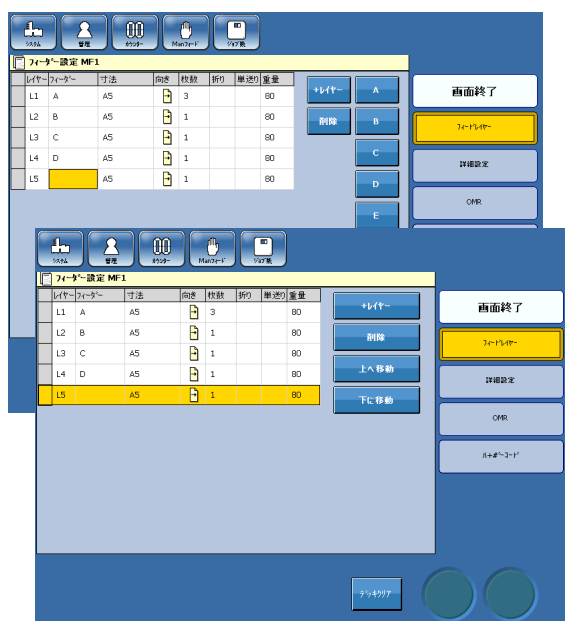 システム 管理 カウンター Manフィード ジョブ後
フィーダー設定 MF1
レイヤー フィーダー 寸法 向き 枚数 折り 単送り 重量
L1 A A5 3 80
L2 B A5 1 80
L3 C A5 1 80
L4 D A5 1 80
L5 A5 1 80
+レイヤー
削除
A
B
C
D
E
画面終了
フィードレイヤー
詳細設定
OMR
システム 管理 カウンター Manフィード
フィーダー設定 MF1
レイヤー フィーダー 寸法 向き 枚数 折り 単送り 重量
L1 A A5 3 80
L2 B A5 1 80
L3 C A5 1 80
L4 D A5 1 80
L5 A5 1 80
+レイヤー
削除
上へ移動
下に移動
画面終了
フィードレイヤー
詳細設定
OMR
バーコード
デッキクリア